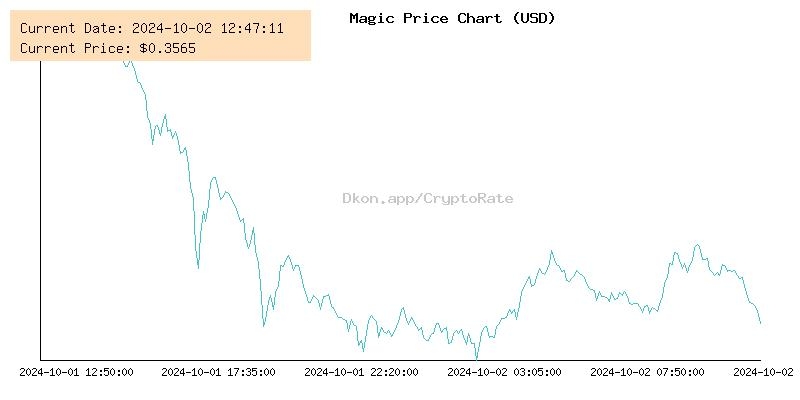 Magic Price Chart (USD)
Current Date: 2024-10-02 12:47:11
Current Price: $0.3565
Dkon.app/CryptoRate
2024-10-01 12:50:00 2024-10-01 17:35:00 2024-10-01 22:20:00 2024-10-02 03:05:00 2024-10-02 07:50:00 2024-10-02